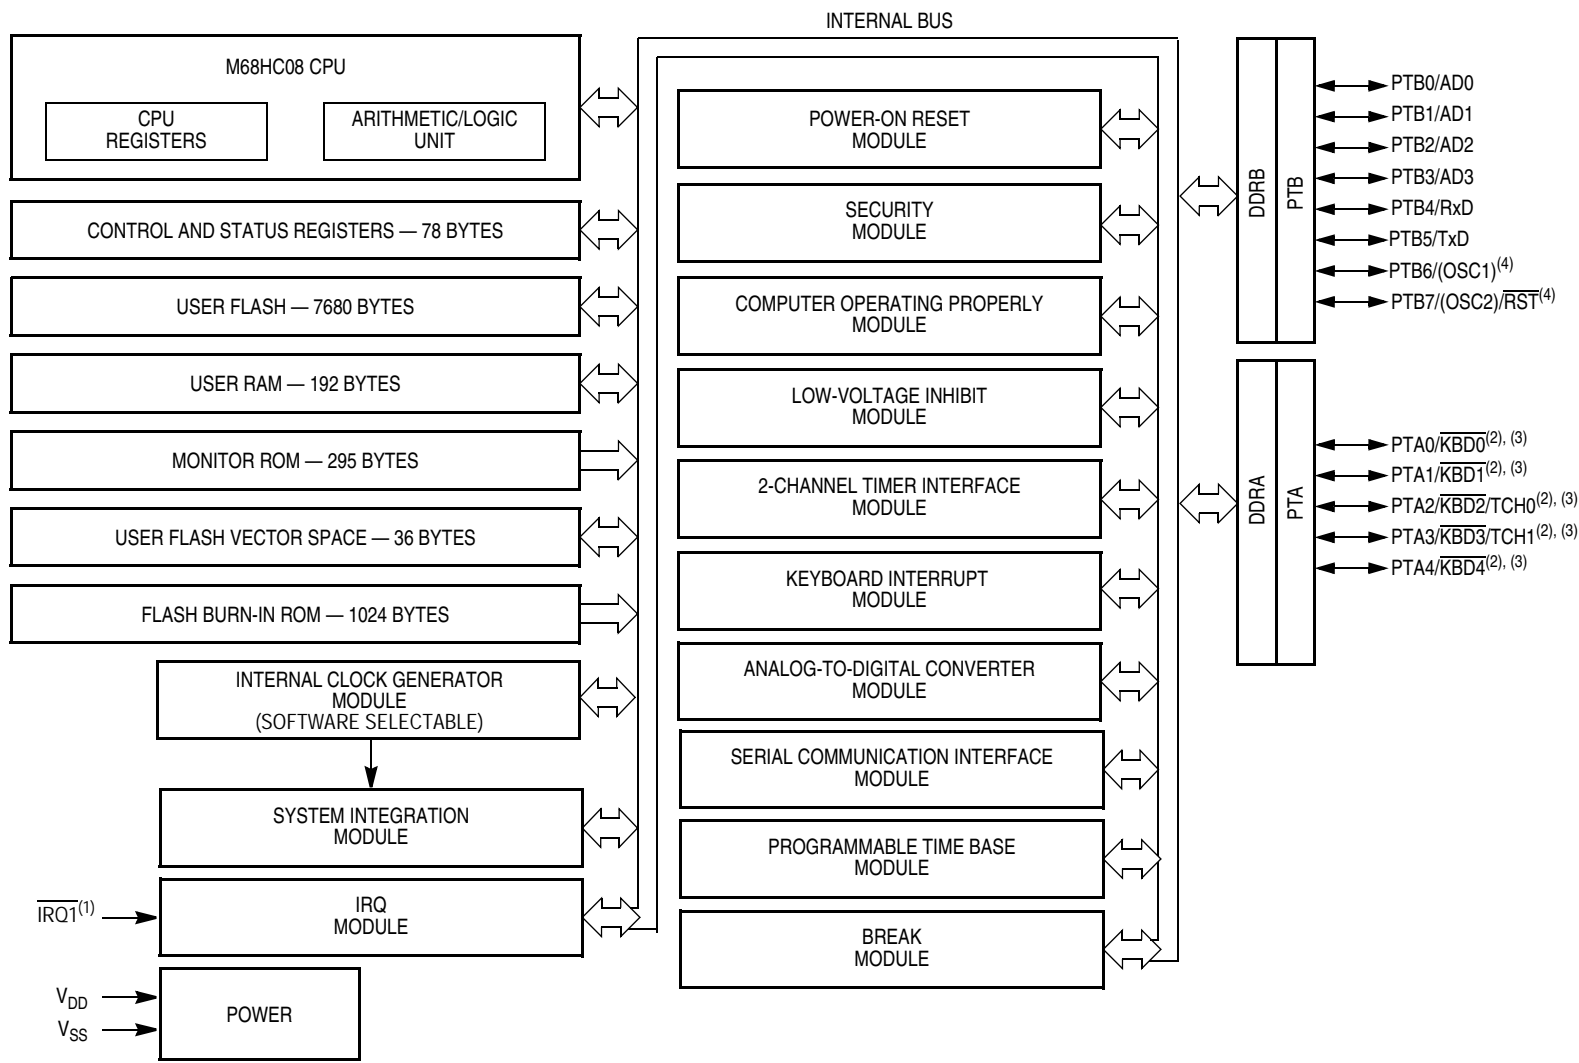 INTERNAL BUS
M68HC08 CPU
CPU
REGISTERS
ARITHMETIC/LOGIC
UNIT
CONTROL AND STATUS REGISTERS — 78 BYTES
USER FLASH — 7680 BYTES
USER RAM — 192 BYTES
MONITOR ROM — 295 BYTES
USER FLASH VECTOR SPACE — 36 BYTES
FLASH BURN-IN ROM — 1024 BYTES
INTERNAL CLOCK GENERATOR
MODULE
(SOFTWARE SELECTABLE)
SYSTEM INTEGRATION
MODULE
IRQ1(1)
IRQ
MODULE
VDD
VSS
POWER
POWER-ON RESET
MODULE
SECURITY
MODULE
COMPUTER OPERATING PROPERLY
MODULE
LOW-VOLTAGE INHIBIT
MODULE
2-CHANNEL TIMER INTERFACE
MODULE
KEYBOARD INTERRUPT
MODULE
ANALOG-TO-DIGITAL CONVERTER
MODULE
SERIAL COMMUNICATION INTERFACE
MODULE
PROGRAMMABLE TIME BASE
MODULE
BREAK
MODULE
DDRB
PTB
PTB0/AD0
PTB1/AD1
PTB2/AD2
PTB3/AD3
PTB4/RxD
PTB5/TxD
PTB6/(OSC1)(4)
PTB7/(OSC2)/RST(4)
DDRA
PTA
PTA0/KBD0(2), (3)
PTA1/KBD1(2), (3)
PTA2/KBD2/TCH0(2), (3)
PTA3/KBD3/TCH1(2), (3)
PTA4/KBD4(2), (3)